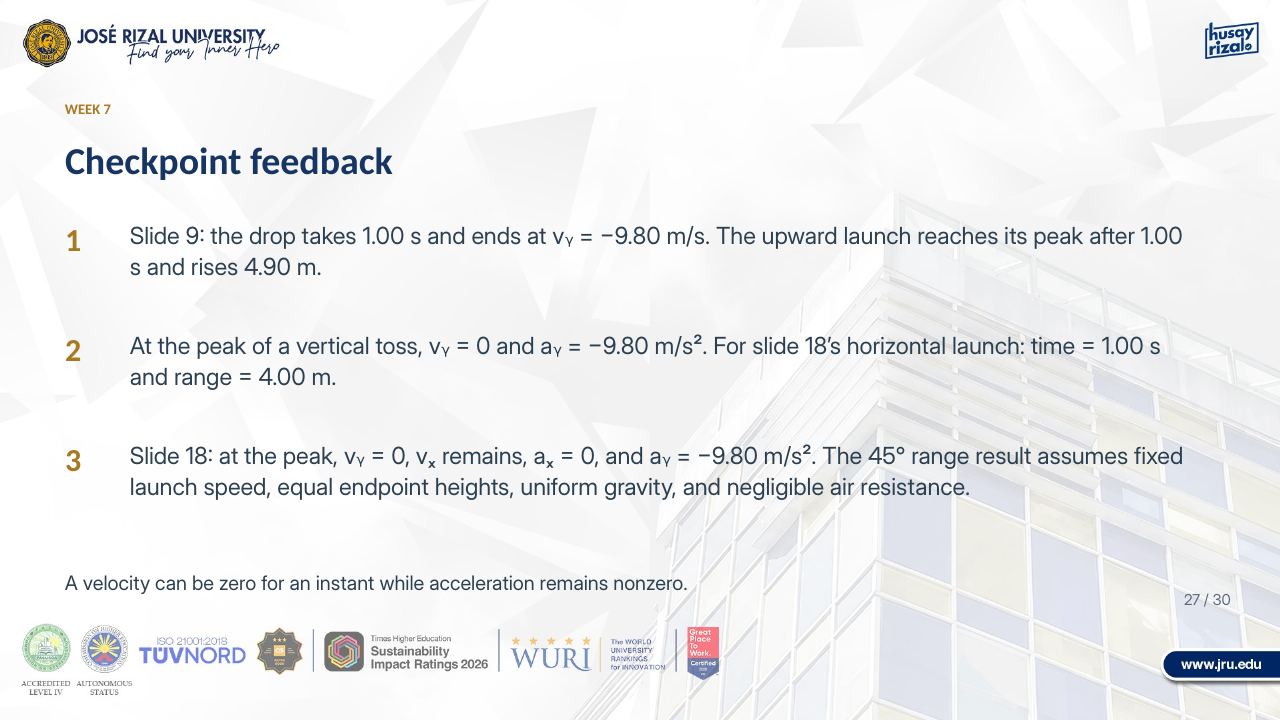 JOSÉ RIZAL UNIVERSITY
Find your Inner Hero
husay
rizal
WEEK 7
Checkpoint feedback
1 Slide 9: the drop takes 1.00 s and ends at vᵧ = −9.80 m/s. The upward launch reaches its peak after 1.00
s and rises 4.90 m.
2 At the peak of a vertical toss, vᵧ = 0 and aᵧ = −9.80 m/s². For slide 18’s horizontal launch: time = 1.00 s
and range = 4.00 m.
3 Slide 18: at the peak, vᵧ = 0, vₓ remains, aₓ = 0, and aᵧ = −9.80 m/s². The 45° range result assumes fixed
launch speed, equal endpoint heights, uniform gravity, and negligible air resistance.
A velocity can be zero for an instant while acceleration remains nonzero.
27 / 30
ACCREDITED
LEVEL IV
AUTONOMOUS
STATUS
ISO 21001:2018
TÜVNORD
Times Higher Education
Sustainability
Impact Ratings 2026
WURI
The WORLD
UNIVERSITY
RANKINGS
for INNOVATION
Great
Place
To
Work.
Certified
www.jru.edu